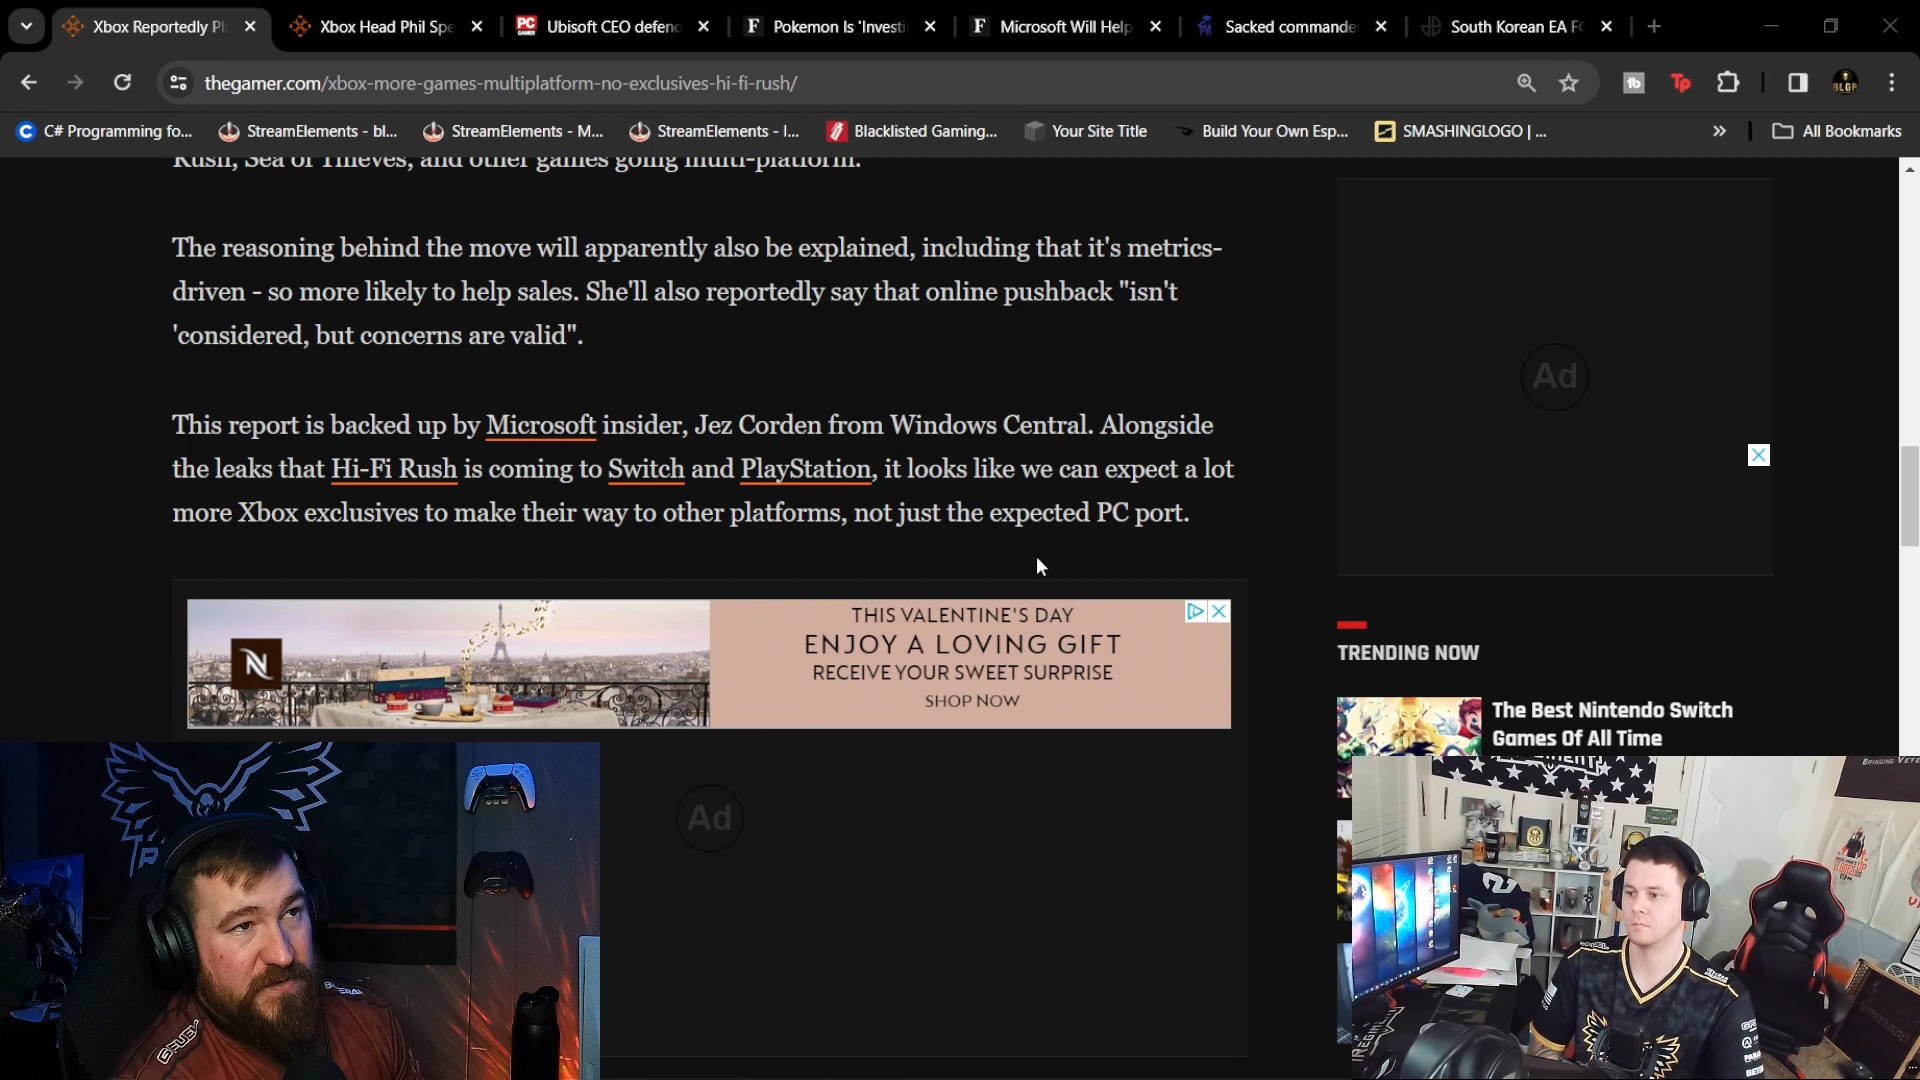 Xbox Reportedly Pl
Xbox Head Phil Spe
PC GAMER
Ubisoft CEO defend
Pokemon Is 'Investi
Microsoft Will Help
Sacked commande
South Korean EA F
thegamer.com/xbox-more-games-multiplatform-no-exclusives-hi-fi-rush/
C# Programming fo...
StreamElements - bl...
StreamElements - M...
StreamElements - I...
Blacklisted Gaming...
Your Site Title
Build Your Own Esp...
SMASHINGLOGO | ...
All Bookmarks
Rush, Sea of Thieves, and other games going multi-platform.
The reasoning behind the move will apparently also be explained, including that it's metrics-
driven - so more likely to help sales. She'll also reportedly say that online pushback "isn't
'considered, but concerns are valid".
This report is backed up by Microsoft insider, Jez Corden from Windows Central. Alongside
the leaks that Hi-Fi Rush is coming to Switch and PlayStation, it looks like we can expect a lot
more Xbox exclusives to make their way to other platforms, not just the expected PC port.
Ad
N
THIS VALENTINE'S DAY
ENJOY A LOVING GIFT
RECEIVE YOUR SWEET SURPRISE
SHOP NOW
TRENDING NOW
The Best Nintendo Switch
Games Of All Time
Ad
GFUEL